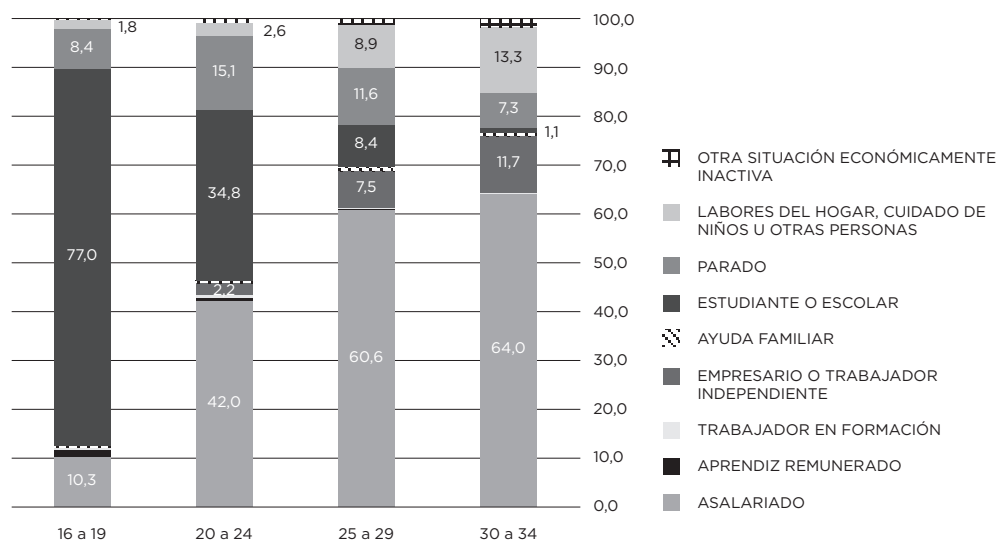 100,0
90,0
80,0
70,0
60,0
50,0
40,0
30,0
20,0
10,0
0,0
1,8
8,4
77,0
10,3
2,6
15,1
34,8
2,2
42,0
8,9
11,6
8,4
7,5
60,6
13,3
7,3
1,1
11,7
64,0
16 a 19
20 a 24
25 a 29
30 a 34
OTRA SITUACIÓN ECONÓMICAMENTE
INACTIVA
LABORES DEL HOGAR, CUIDADO DE
NIÑOS U OTRAS PERSONAS
PARADO
ESTUDIANTE O ESCOLAR
AYUDA FAMILIAR
EMPRESARIO O TRABAJADOR
INDEPENDIENTE
TRABAJADOR EN FORMACIÓN
APRENDIZ REMUNERADO
ASALARIADO